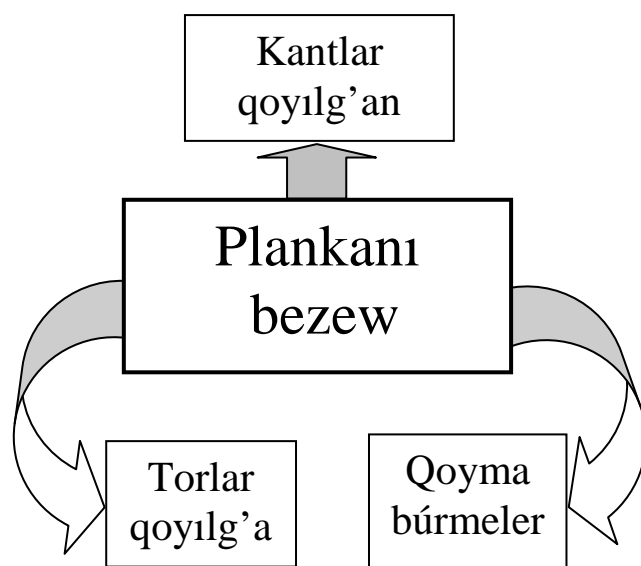 Kantlar
qoyılg’an
Plankanı
bezew
Torlar
qoyılg’a
Qoyma
búrmeler